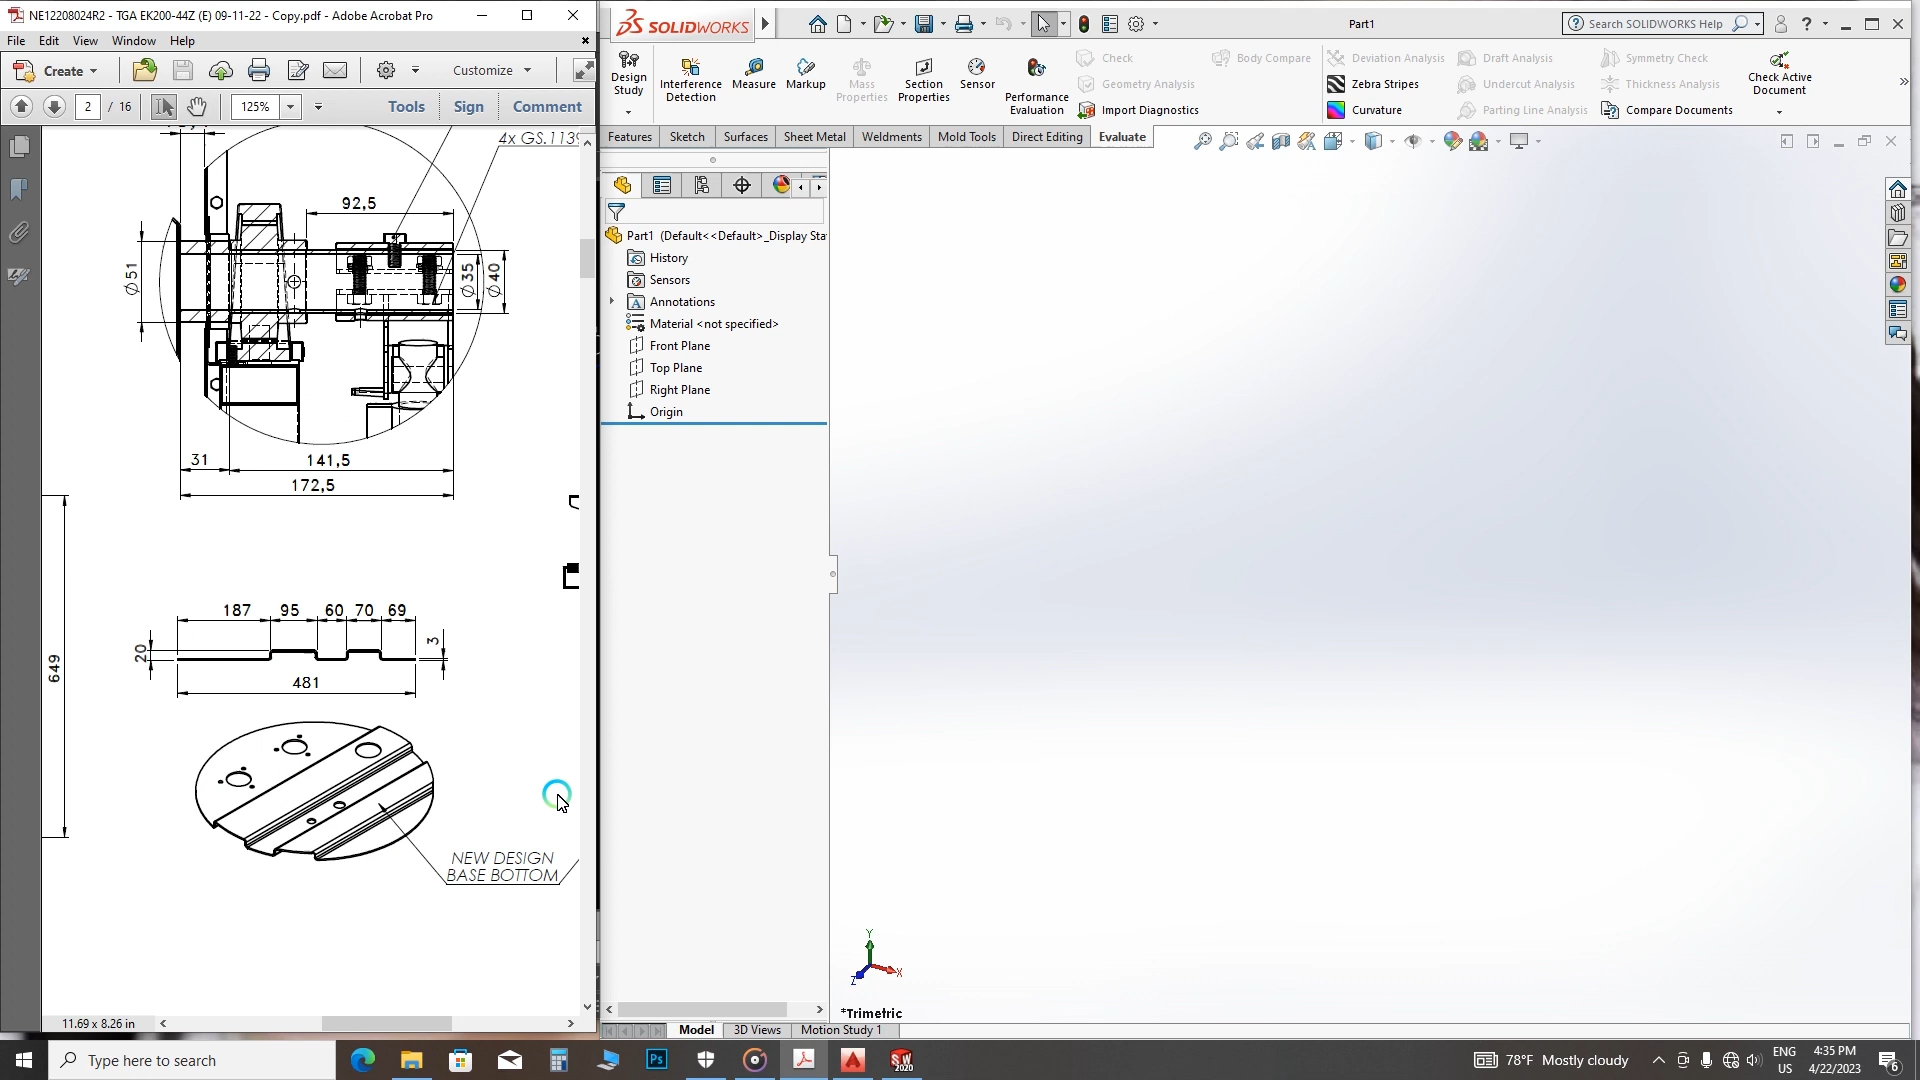 NE12208024R2 - TGA EK200-44Z (E) 09-11-22 - Copy.pdf - Adobe Acrobat Pro
File Edit View Window Help
Create
Customize
2 / 16
125%
Tools Sign Comment
4x GS.1139
92,5
Ø51
Ø35
Ø40
31
141,5
172,5
649
187 95 60 70 69
20
3
481
NEW DESIGN
BASE BOTTOM
11.69 x 8.26 in
SOLIDWORKS
Part1
Search SOLIDWORKS Help
Design
Study
Interference
Detection
Measure
Markup
Mass
Properties
Section
Properties
Sensor
Performance
Evaluation
Check
Geometry Analysis
Import Diagnostics
Body Compare
Deviation Analysis
Zebra Stripes
Curvature
Draft Analysis
Undercut Analysis
Parting Line Analysis
Symmetry Check
Thickness Analysis
Compare Documents
Check Active
Document
Features Sketch Surfaces Sheet Metal Weldments Mold Tools Direct Editing Evaluate
Part1 (Default<<Default>_Display Sta
History
Sensors
Annotations
Material <not specified>
Front Plane
Top Plane
Right Plane
Origin
Y
X
Z
*Trimetric
Model 3D Views Motion Study 1
Type here to search
Ps
SW
2020
78°F Mostly cloudy
ENG
US
4:35 PM
4/22/2023
6